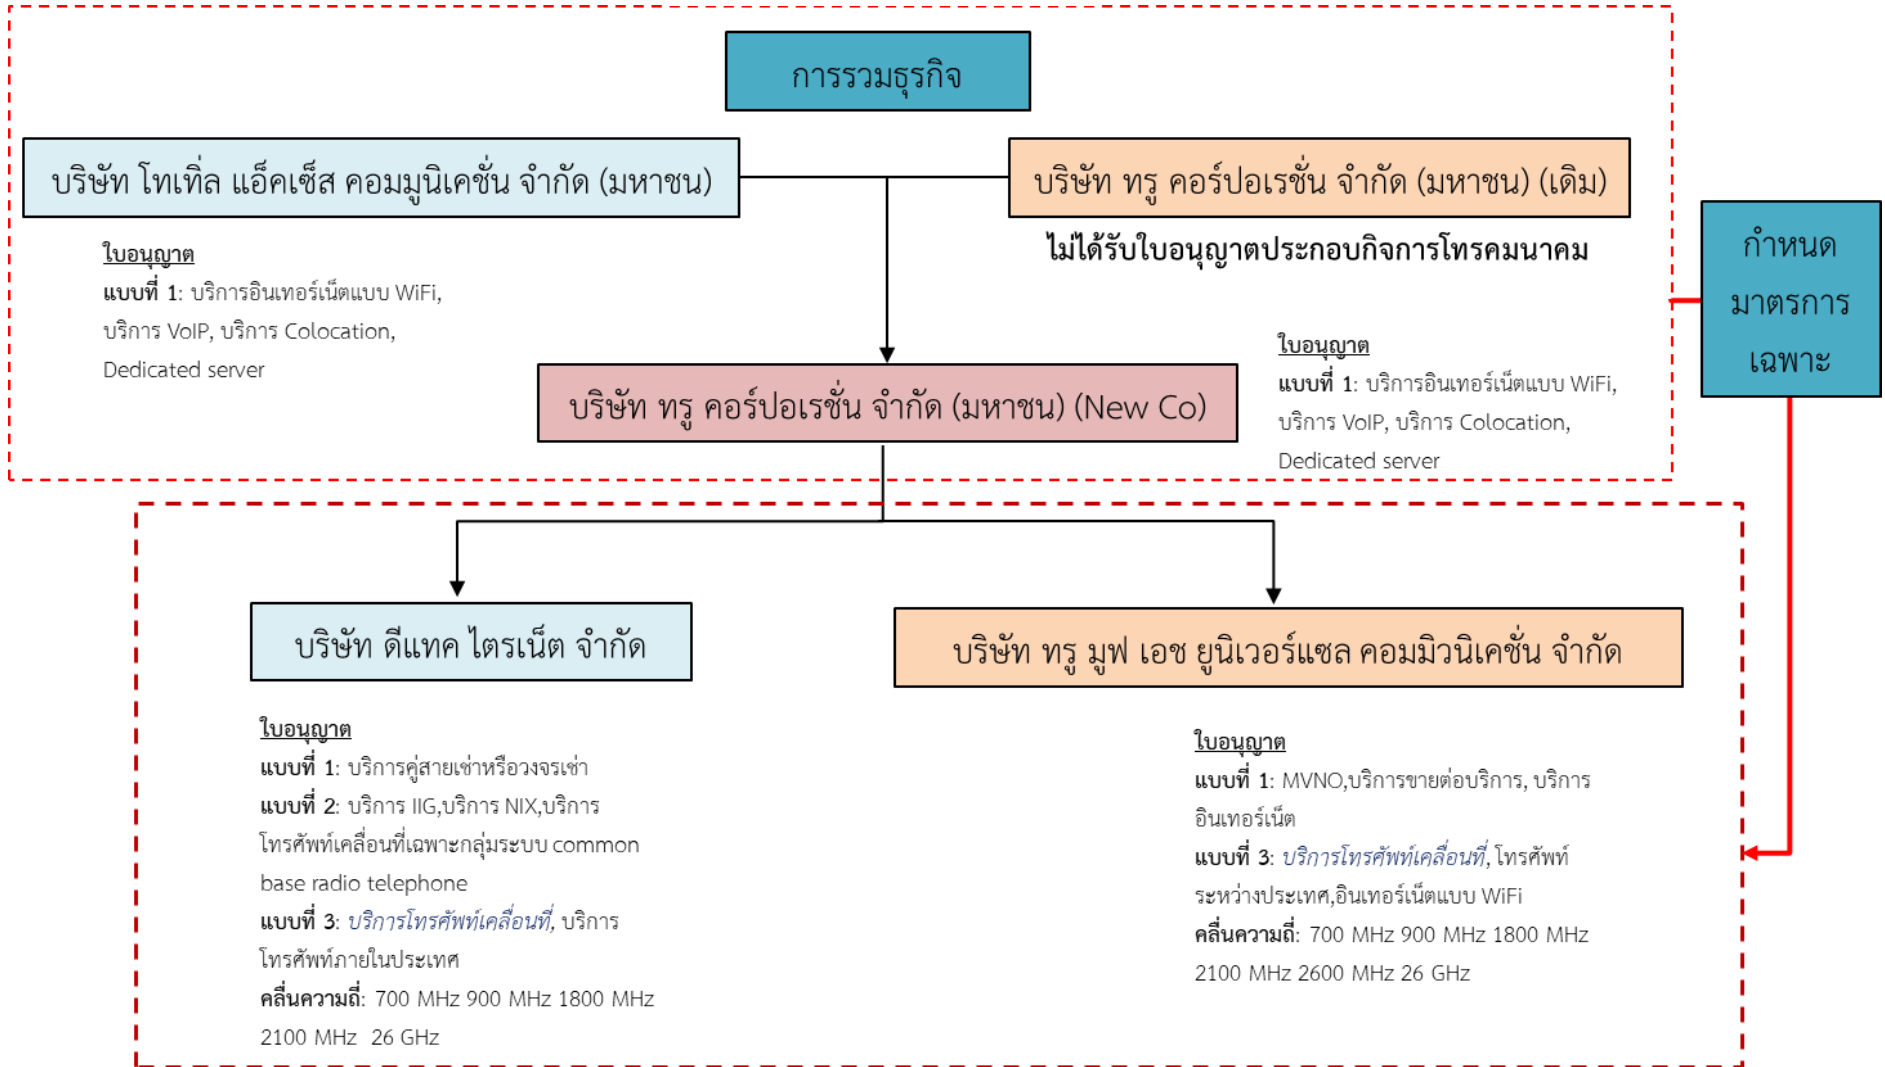 การรวมธุรกิจ
บริษัท โทเทิ่ล แอ็คเซ็ส คอมมูนิเคชั่น จำกัด (มหาชน)
บริษัท ทรู คอร์ปอเรชั่น จำกัด (มหาชน) (เดิม)
ไม่ได้รับใบอนุญาตประกอบกิจการโทรคมนาคม
ใบอนุญาต
แบบที่ 1: บริการอินเทอร์เน็ตแบบ WiFi,
บริการ VoIP, บริการ Colocation,
Dedicated server
กำหนด
มาตรการ
เฉพาะ
บริษัท ทรู คอร์ปอเรชั่น จำกัด (มหาชน) (New Co)
ใบอนุญาต
แบบที่ 1: บริการอินเทอร์เน็ตแบบ WiFi,
บริการ VoIP, บริการ Colocation,
Dedicated server
บริษัท ดีแทค ไตรเน็ต จำกัด
บริษัท ทรู มูฟ เอช ยูนิเวอร์แซล คอมมิวนิเคชั่น จำกัด
ใบอนุญาต
แบบที่ 1: บริการคู่สายเช่าหรือวงจรเช่า
แบบที่ 2: บริการ IIG,บริการ NIX,บริการ
โทรศัพท์เคลื่อนที่เฉพาะกลุ่มระบบ common
base radio telephone
แบบที่ 3: บริการโทรศัพท์เคลื่อนที่, บริการ
โทรศัพท์ภายในประเทศ
คลื่นความถี่: 700 MHz 900 MHz 1800 MHz
2100 MHz 26 GHz
ใบอนุญาต
แบบที่ 1: MVNO,บริการขายต่อบริการ, บริการ
อินเทอร์เน็ต
แบบที่ 3: บริการโทรศัพท์เคลื่อนที่, โทรศัพท์
ระหว่างประเทศ,อินเทอร์เน็ตแบบ WiFi
คลื่นความถี่: 700 MHz 900 MHz 1800 MHz
2100 MHz 2600 MHz 26 GHz